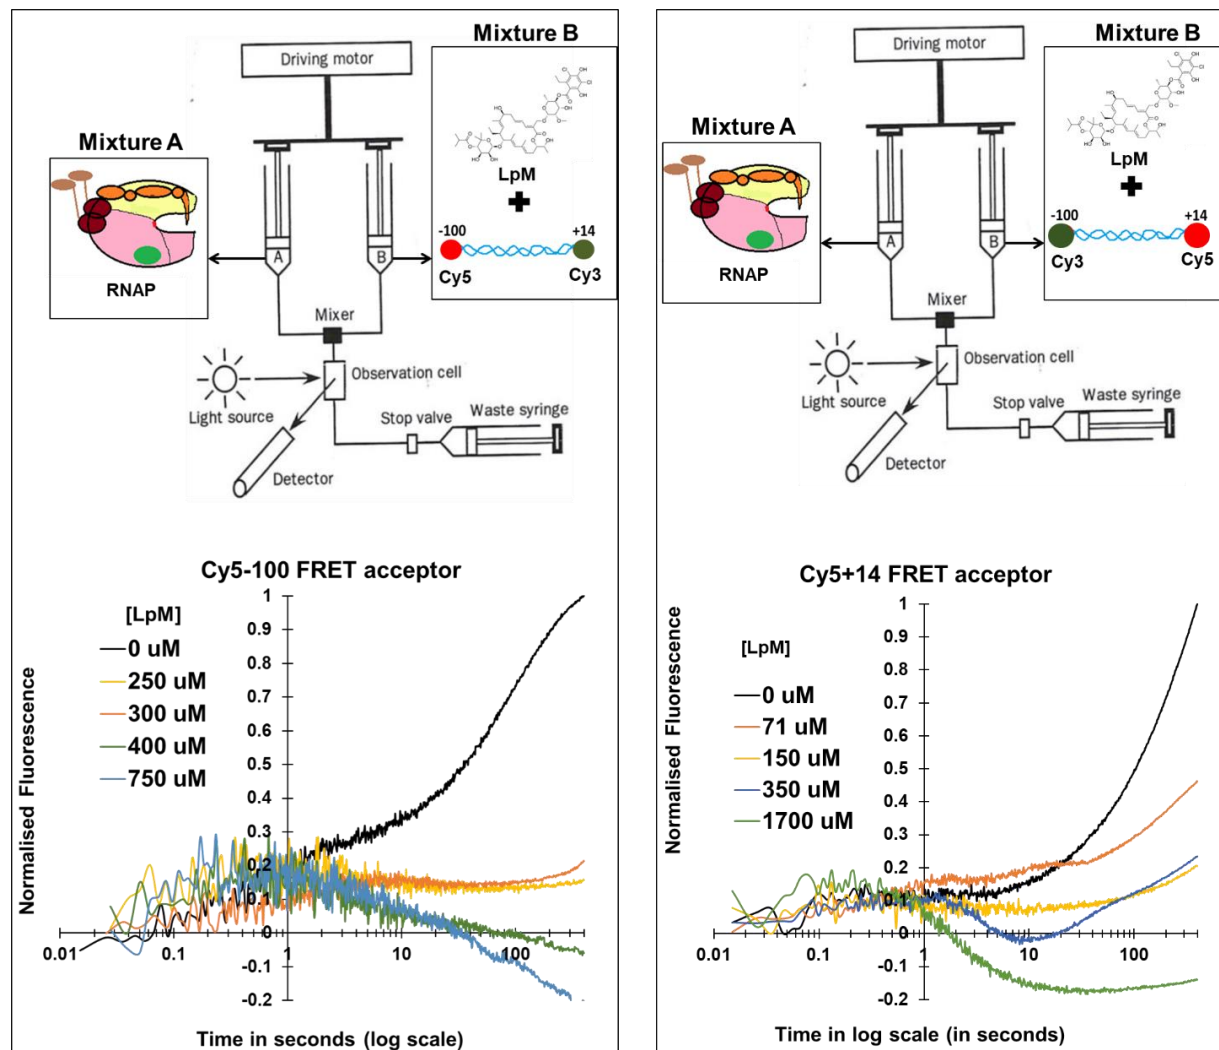 Mixture B
Driving motor
Mixture A
LpM
-100
+14
Cy5
Cy3
RNAP
A
B
Mixer
Observation cell
Light source
Stop valve
Waste syringe
Detector
Cy5-100 FRET acceptor
[LpM]
0 uM
250 uM
300 uM
400 uM
750 uM
Normalised Fluorescence
1
0.9
0.8
0.7
0.6
0.5
0.4
0.3
0.2
0.1
0
-0.1
-0.2
0.01
0.1
1
10
100
Time in seconds (log scale)
Mixture B
Driving motor
Mixture A
LpM
-100
+14
Cy3
Cy5
RNAP
A
B
Mixer
Observation cell
Light source
Stop valve
Waste syringe
Detector
Cy5+14 FRET acceptor
[LpM]
0 uM
71 uM
150 uM
350 uM
1700 uM
Normalised Fluorescence
1
0.9
0.8
0.7
0.6
0.5
0.4
0.3
0.2
0.1
0
-0.1
-0.2
0.01
0.1
1
10
100
Time in log scale (in seconds)